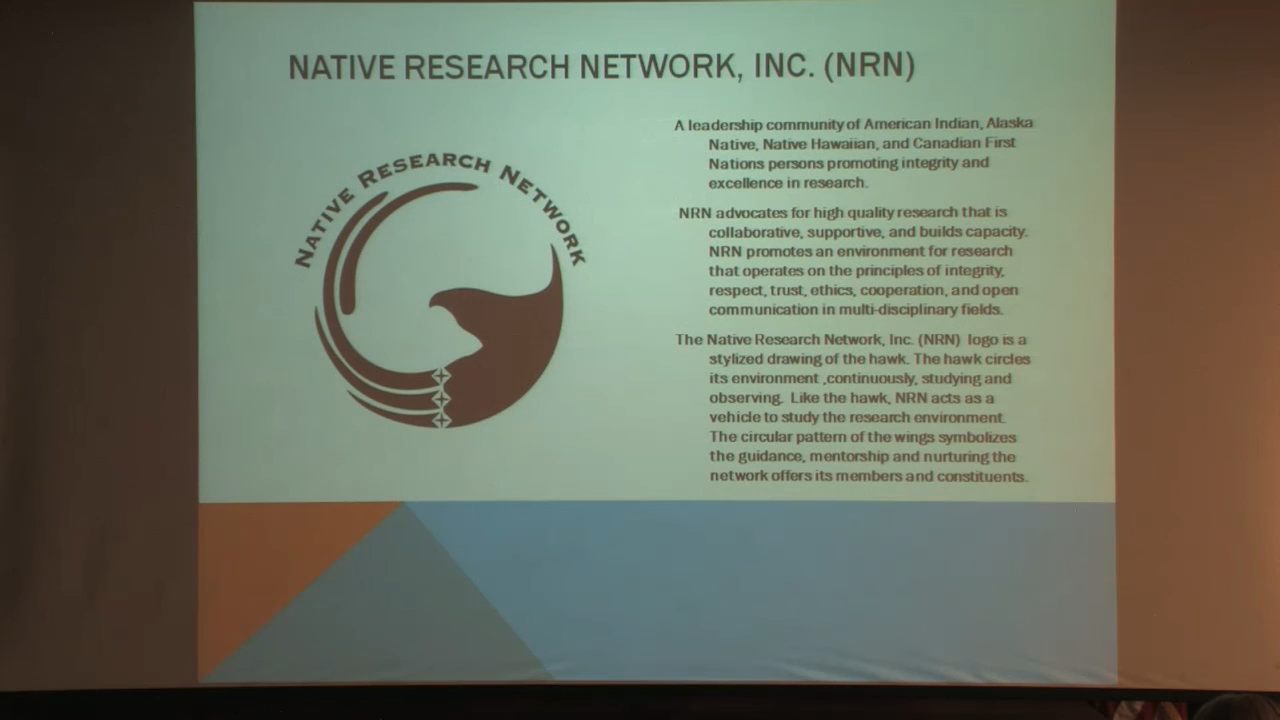 NATIVE RESEARCH NETWORK, INC. (NRN)
NATIVE RESEARCH NETWORK
A leadership community of American Indian, Alaska
Native, Native Hawaiian, and Canadian First
Nations persons promoting integrity and
excellence in research.
NRN advocates for high quality research that is
collaborative, supportive, and builds capacity.
NRN promotes an environment for research
that operates on the principles of integrity,
respect, trust, ethics, cooperation, and open
communication in multi-disciplinary fields.
The Native Research Network, Inc. (NRN) logo is a
stylized drawing of the hawk. The hawk circles
its environment ,continuously, studying and
observing. Like the hawk, NRN acts as a
vehicle to study the research environment.
The circular pattern of the wings symbolizes
the guidance, mentorship and nurturing the
network offers its members and constituents.